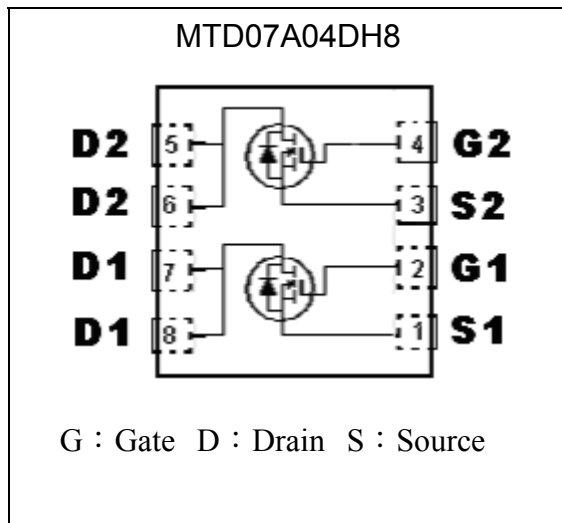 MTD07A04DH8
D2 5 4 G2
D2 6 3 S2
D1 7 2 G1
D1 8 1 S1
G：Gate D：Drain S：Source